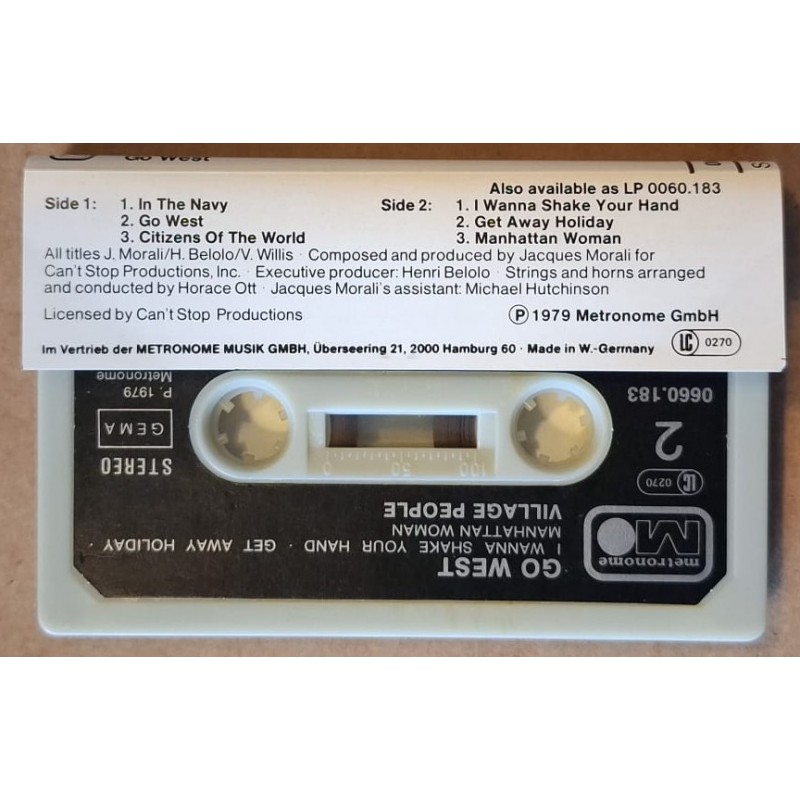 Go West
Also available as LP 0060.183
Side 1: 1. In The Navy
2. Go West
3. Citizens Of The World
Side 2: 1. I Wanna Shake Your Hand
2. Get Away Holiday
3. Manhattan Woman
All titles J. Morali/H. Belolo/V. Willis · Composed and produced by Jacques Morali for
Can't Stop Productions, Inc. · Executive producer: Henri Belolo · Strings and horns arranged
and conducted by Horace Ott · Jacques Morali's assistant: Michael Hutchinson
Licensed by Can't Stop Productions
Ⓟ 1979 Metronome GmbH
Im Vertrieb der METRONOME MUSIK GMBH, Überseering 21, 2000 Hamburg 60 · Made in W.-Germany
LC 0270
metronome
GO WEST
I WANNA SHAKE YOUR HAND · GET AWAY HOLIDAY ·
MANHATTAN WOMAN
VILLAGE PEOPLE
LC 0270
2
0660.183
STEREO
GEMA
P. 1979
Metronome
100 50 0